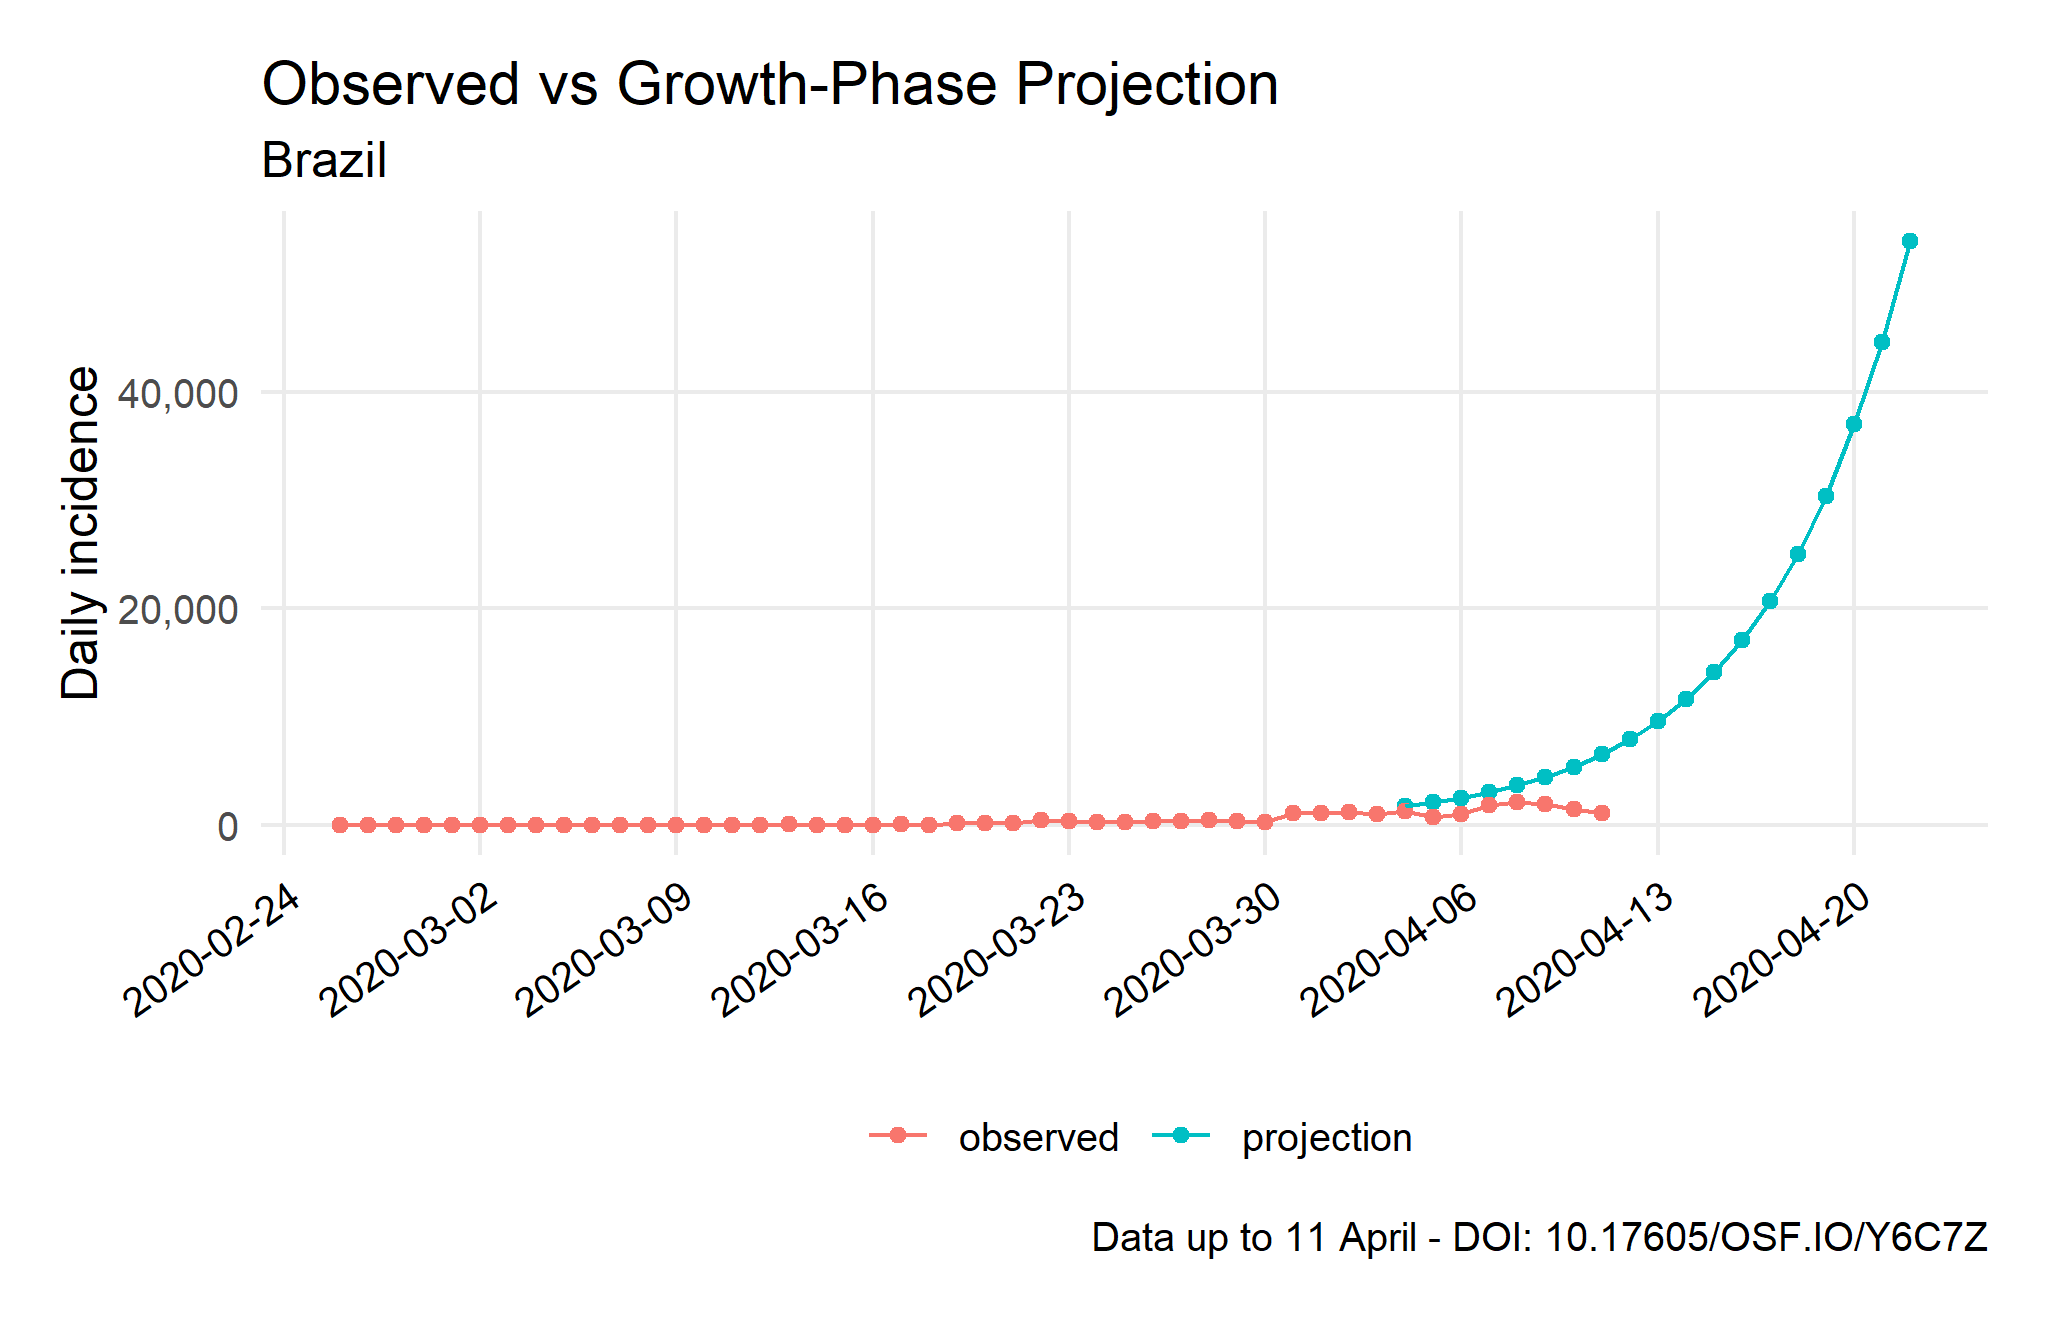 Observed vs Growth-Phase Projection
Brazil
Daily incidence
40,000
20,000
0
2020-02-24
2020-03-02
2020-03-09
2020-03-16
2020-03-23
2020-03-30
2020-04-06
2020-04-13
2020-04-20
observed
projection
Data up to 11 April - DOI: 10.17605/OSF.IO/Y6C7Z